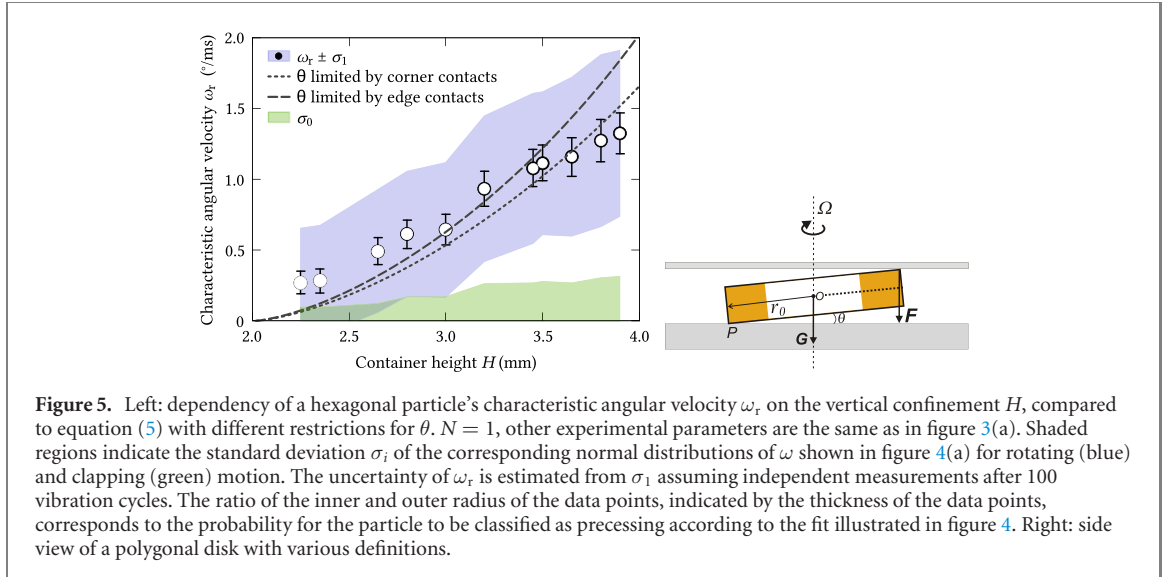 2.0
1.5
1.0
0.5
0
2.0
2.5
3.0
3.5
4.0
Characteristic angular velocity ωr (°/ms)
Container height H (mm)
ωr ± σ1
θ limited by corner contacts
θ limited by edge contacts
σ0
Ω
O
r0
θ
P
G
F
Figure 5. Left: dependency of a hexagonal particle's characteristic angular velocity ωr on the vertical confinement H, compared
to equation (5) with different restrictions for θ. N = 1, other experimental parameters are the same as in figure 3(a). Shaded
regions indicate the standard deviation σi of the corresponding normal distributions of ω shown in figure 4(a) for rotating (blue)
and clapping (green) motion. The uncertainty of ωr is estimated from σ1 assuming independent measurements after 100
vibration cycles. The ratio of the inner and outer radius of the data points, indicated by the thickness of the data points,
corresponds to the probability for the particle to be classified as precessing according to the fit illustrated in figure 4. Right: side
view of a polygonal disk with various definitions.